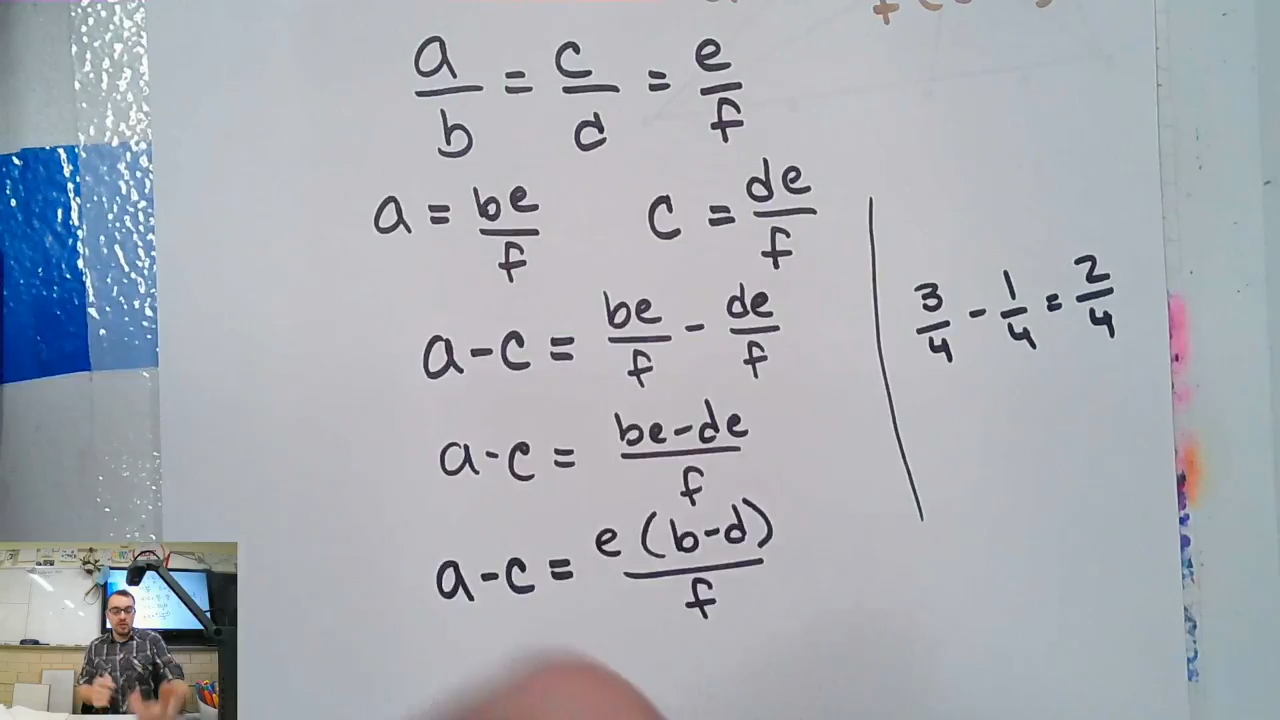 a/b = c/d = e/f
a = be/f    c = de/f
a-c = be/f - de/f
3/4 - 1/4 = 2/4
a-c = be-de/f
a-c = e(b-d)/f